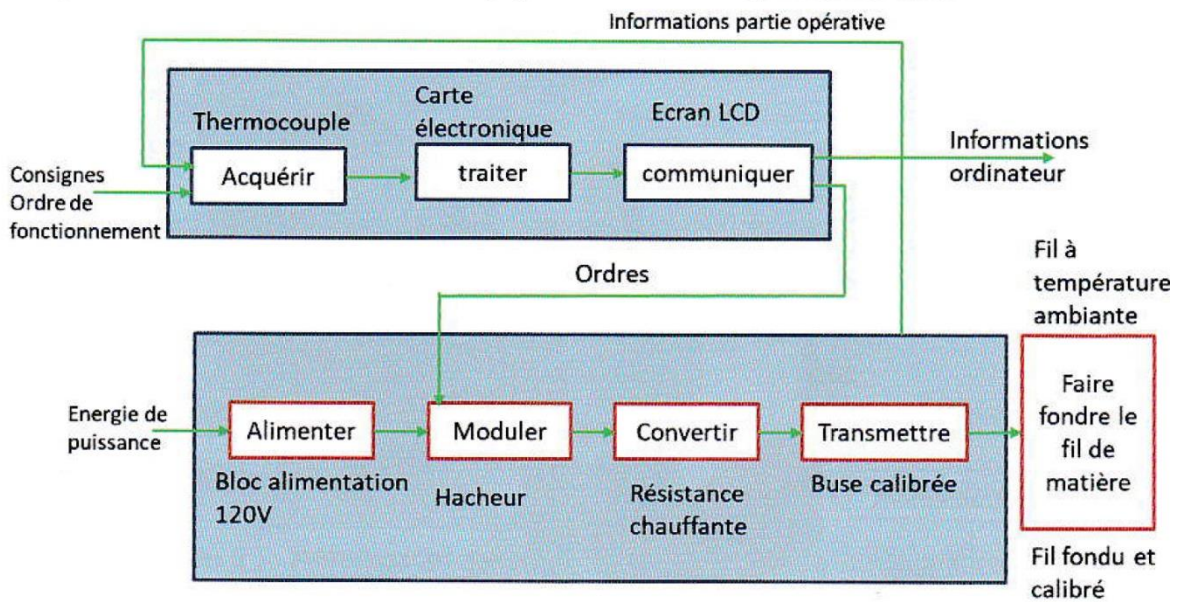 Informations partie opérative
Thermocouple
Carte
électronique
Ecran LCD
Consignes
Ordre de
fonctionnement
Acquérir
traiter
communiquer
Informations
ordinateur
Ordres
Fil à
température
ambiante
Energie de
puissance
Alimenter
Moduler
Convertir
Transmettre
Faire
fondre le
fil de
matière
Bloc alimentation
120V
Hacheur
Résistance
chauffante
Buse calibrée
Fil fondu et
calibré